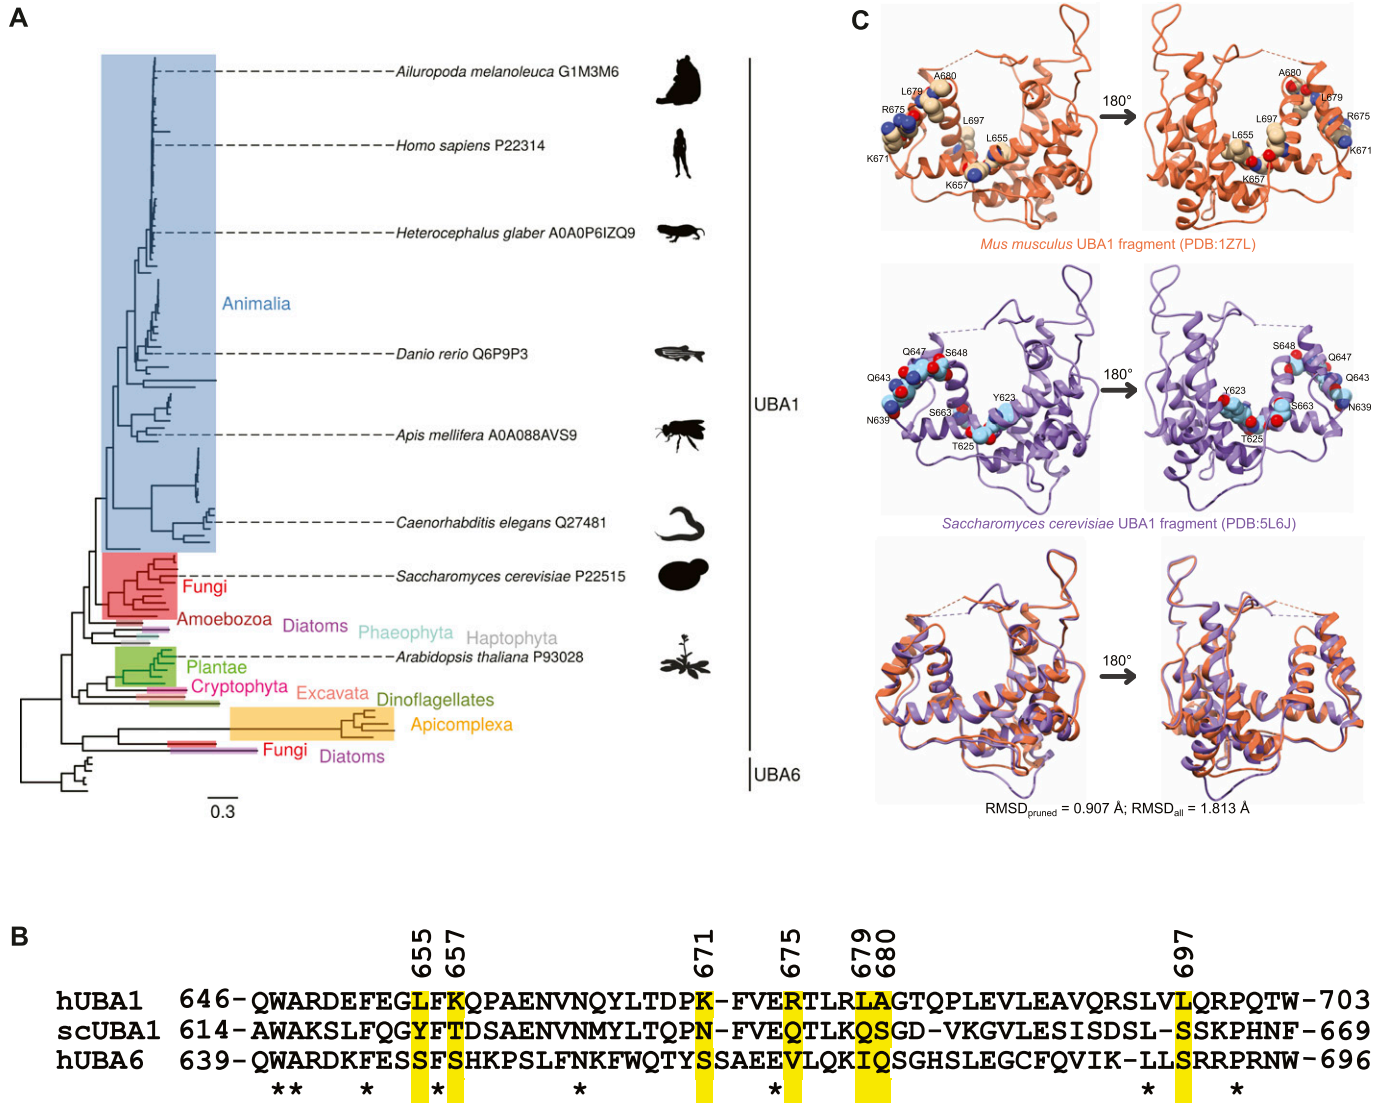 A
Ailuropoda melanoleuca G1M3M6
Homo sapiens P22314
Heterocephalus glaber A0A0P6IZQ9
Animalia
Danio rerio Q6P9P3
UBA1
Apis mellifera A0A088AVS9
Caenorhabditis elegans Q27481
Saccharomyces cerevisiae P22515
Fungi
Amoebozoa
Diatoms
Phaeophyta
Haptophyta
Arabidopsis thaliana P93028
Plantae
Cryptophyta
Excavata
Dinoflagellates
Apicomplexa
Fungi
Diatoms
UBA6
0.3
C
A680
L679
R675
L697
L655
K671
K657
180°
A680
L679
R675
L697
L655
K671
K657
Mus musculus UBA1 fragment (PDB:1Z7L)
Q647
S648
Q643
Y623
S663
N639
T625
180°
S648
Q647
Q643
Y623
S663
N639
T625
Saccharomyces cerevisiae UBA1 fragment (PDB:5L6J)
180°
RMSDpruned = 0.907 Å; RMSDall = 1.813 Å
B
655 657 671 675 679 680 697
hUBA1 646-QWARDEFEGLFKQPAENVNQYLTDPK-FVERTLRLAGTQPLEVLEAVQRSLVLQRPQTW-703
scUBA1 614-AWAKSLFQGYFTDSAENVNMYLTQPN-FVEQTLKQSGD-VKGVLESISDSL-SSKPHNF-669
hUBA6 639-QWARDKFESSFSHKPSLFNKFWQTYSSAEEVLQKIQSGHSLEGCFQVIK-LLSRRPRNW-696
** * * * * * *